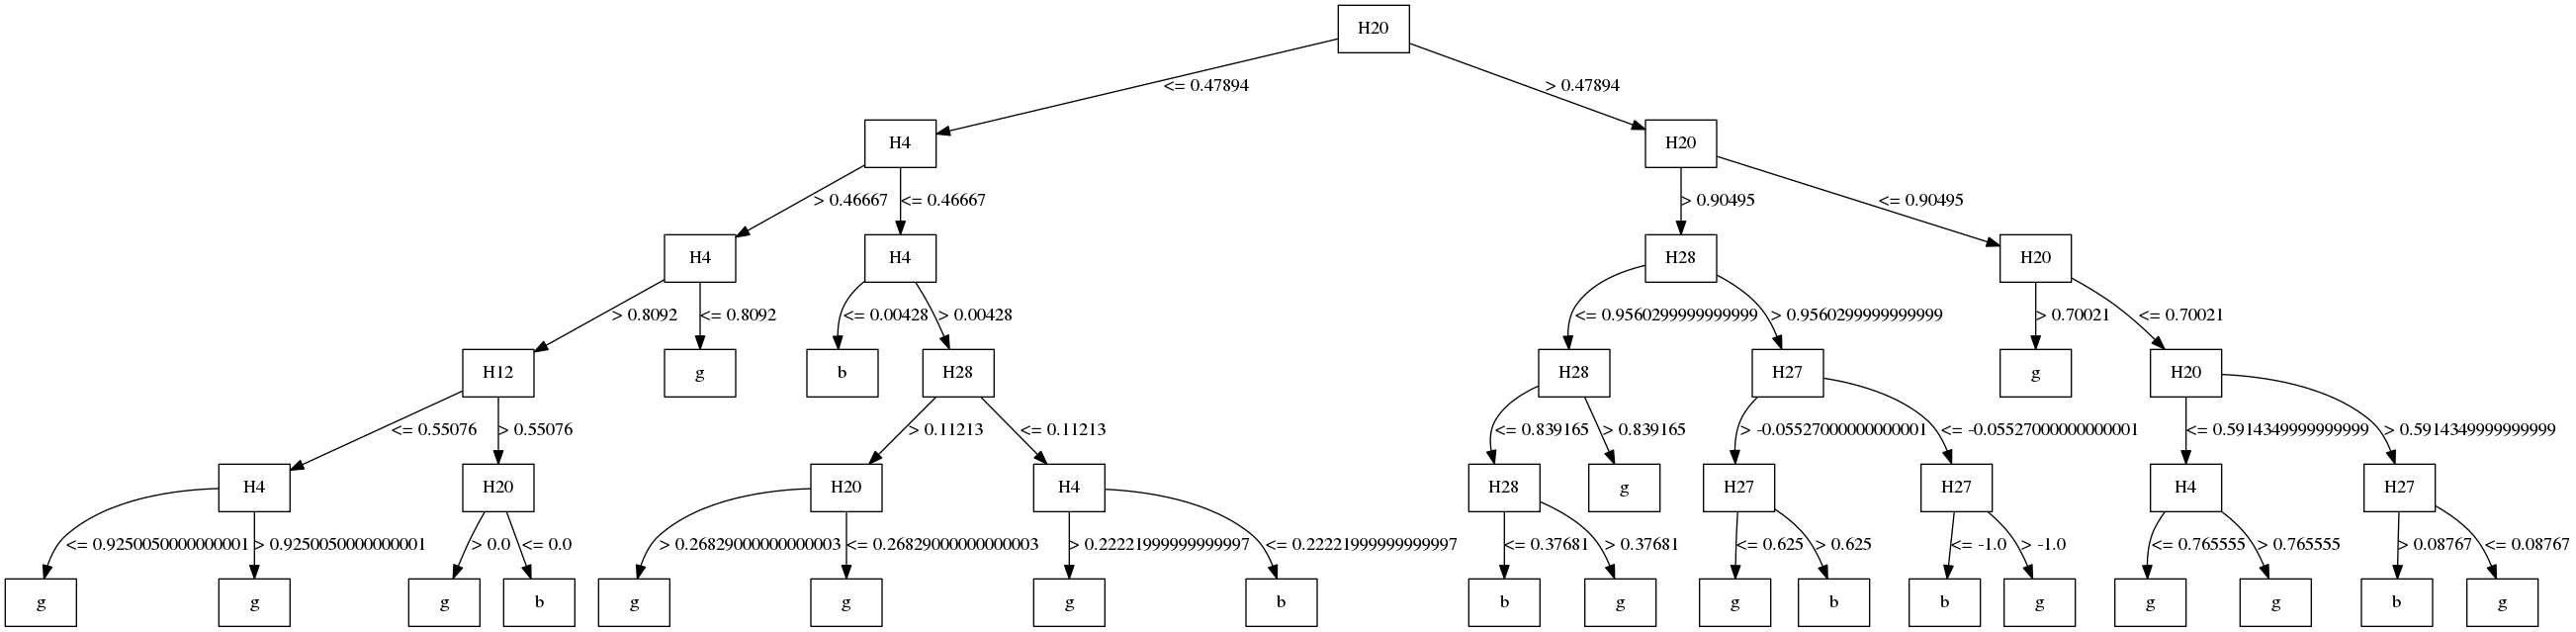 H20
<= 0.47894 > 0.47894
H4 H20
> 0.46667 <= 0.46667 > 0.90495 <= 0.90495
H4 H4 H28 H20
> 0.8092 <= 0.8092 <= 0.00428 > 0.00428 <= 0.9560299999999999 > 0.9560299999999999 > 0.70021 <= 0.70021
H12 g b H28 H28 H27 g H20
<= 0.55076 > 0.55076 > 0.11213 <= 0.11213 <= 0.839165 > 0.839165 > -0.05527000000000001 <= -0.05527000000000001 <= 0.5914349999999999 > 0.5914349999999999
H4 H20 H20 H4 H28 g H27 H27 H4 H27
<= 0.9250050000000001 > 0.9250050000000001 > 0.0 <= 0.0 > 0.26829000000000003 <= 0.26829000000000003 > 0.22221999999999997 <= 0.22221999999999997 <= 0.37681 > 0.37681 <= 0.625 > 0.625 <= -1.0 > -1.0 <= 0.765555 > 0.765555 > 0.08767 <= 0.08767
g g g b g g g b b g g b b g g g b g